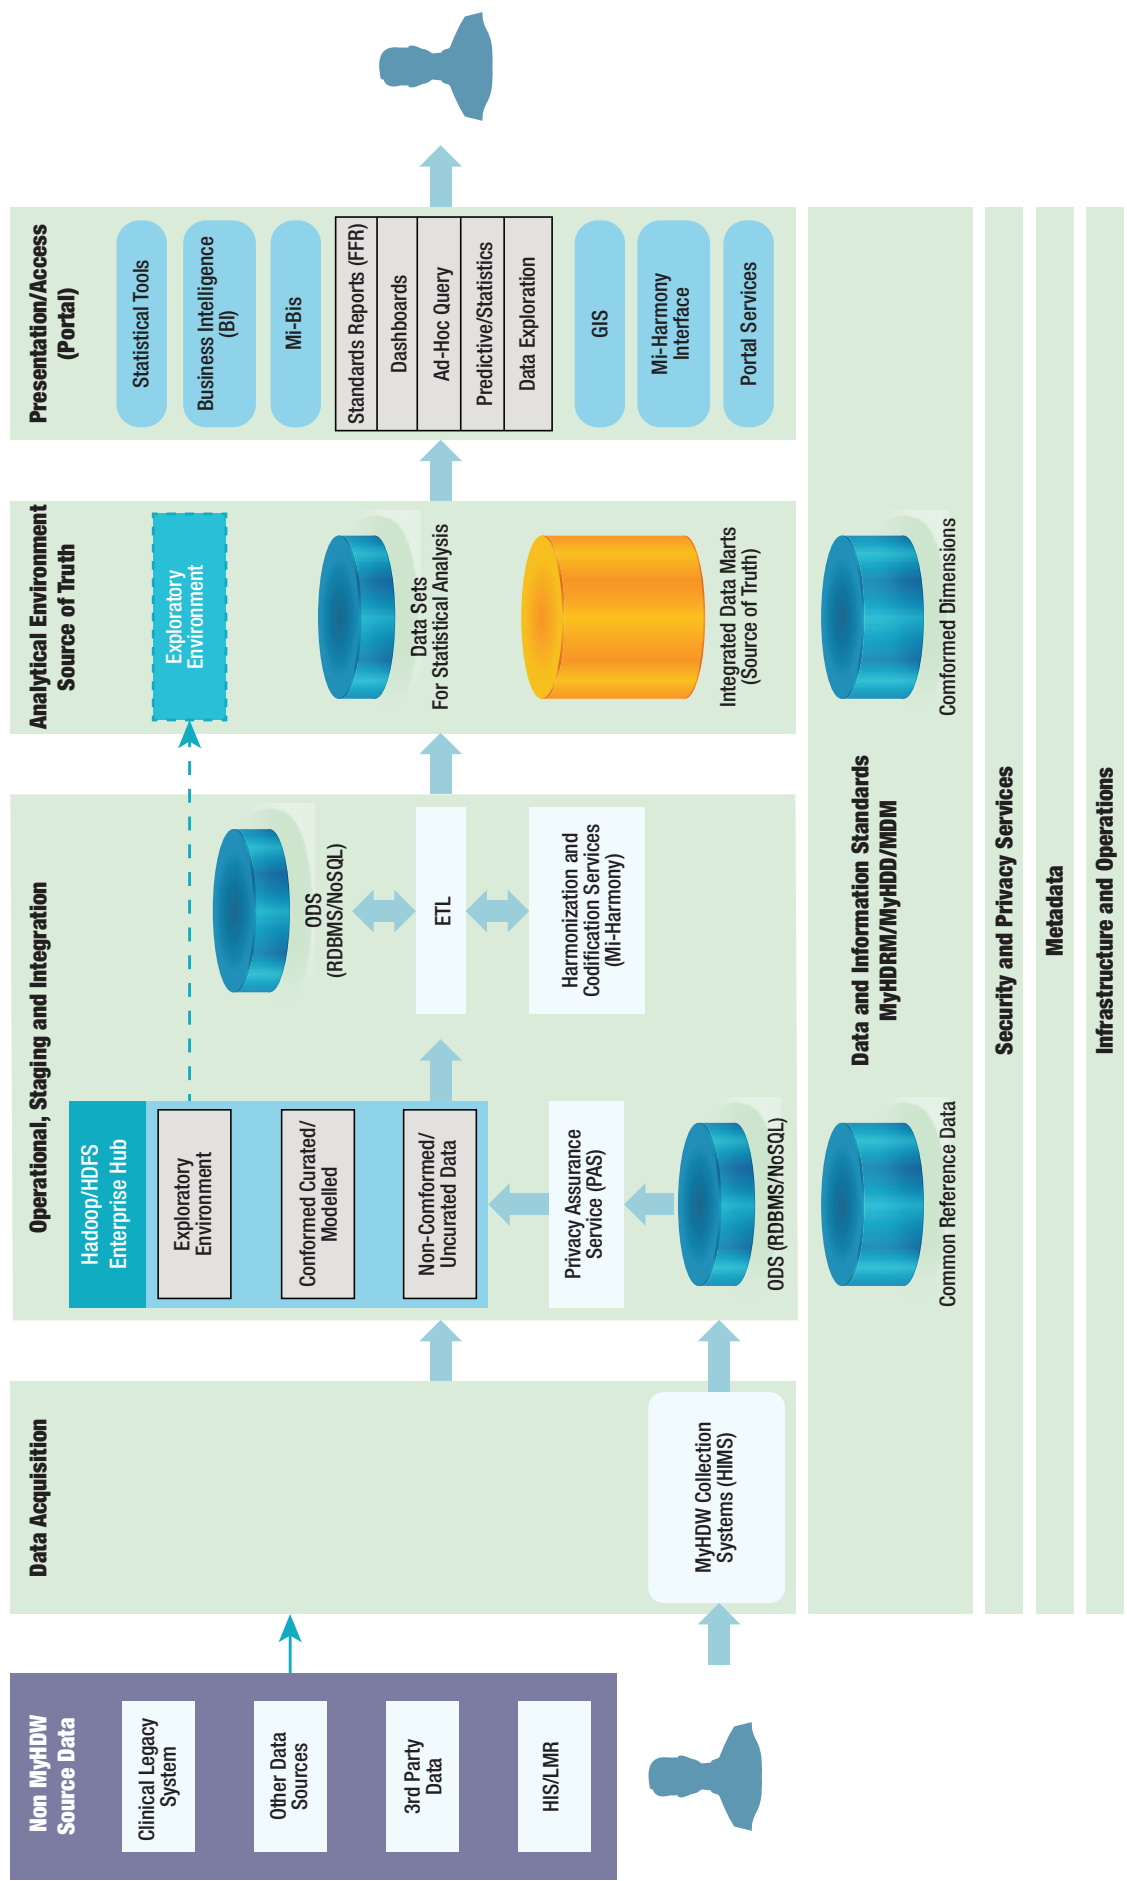 Non MyHDW
Source Data
Clinical Legacy
System
Other Data
Sources
3rd Party
Data
HIS/LMR
Data Acquisition
MyHDW Collection
Systems (HIMS)
Operational, Staging and Integration
Hadoop/HDFS
Enterprise Hub
Exploratory
Environment
Conformed Curated/
Modelled
Non-Comformed/
Uncurated Data
Privacy Assurance
Service (PAS)
ODS (RDBMS/NoSQL)
ODS
(RDBMS/NoSQL)
ETL
Harmonization and
Codification Services
(Mi-Harmony)
Analytical Environment
Source of Truth
Exploratory
Environment
Data Sets
For Statistical Analysis
Integrated Data Marts
(Source of Truth)
Presentation/Access
(Portal)
Statistical Tools
Business Intelligence
(BI)
Mi-Bis
Standards Reports (FFR)
Dashboards
Ad-Hoc Query
Predictive/Statistics
Data Exploration
GIS
Mi-Harmony
Interface
Portal Services
Common Reference Data
Data and Information Standards
MyHDRM/MyHDD/MDM
Comformed Dimensions
Security and Privacy Services
Metadata
Infrastructure and Operations